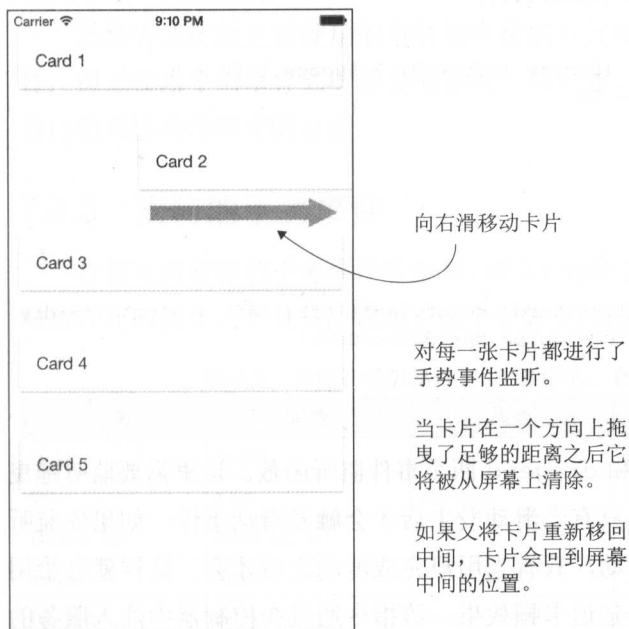 Carrier 9:10 PM
Card 1
Card 2
向右滑移动卡片
Card 3
对每一张卡片都进行了
手势事件监听。
Card 4
当卡片在一个方向上拖
曳了足够的距离之后它
将被从屏幕上清除。
Card 5
如果又将卡片重新移回
中间，卡片会回到屏幕
中间的位置。